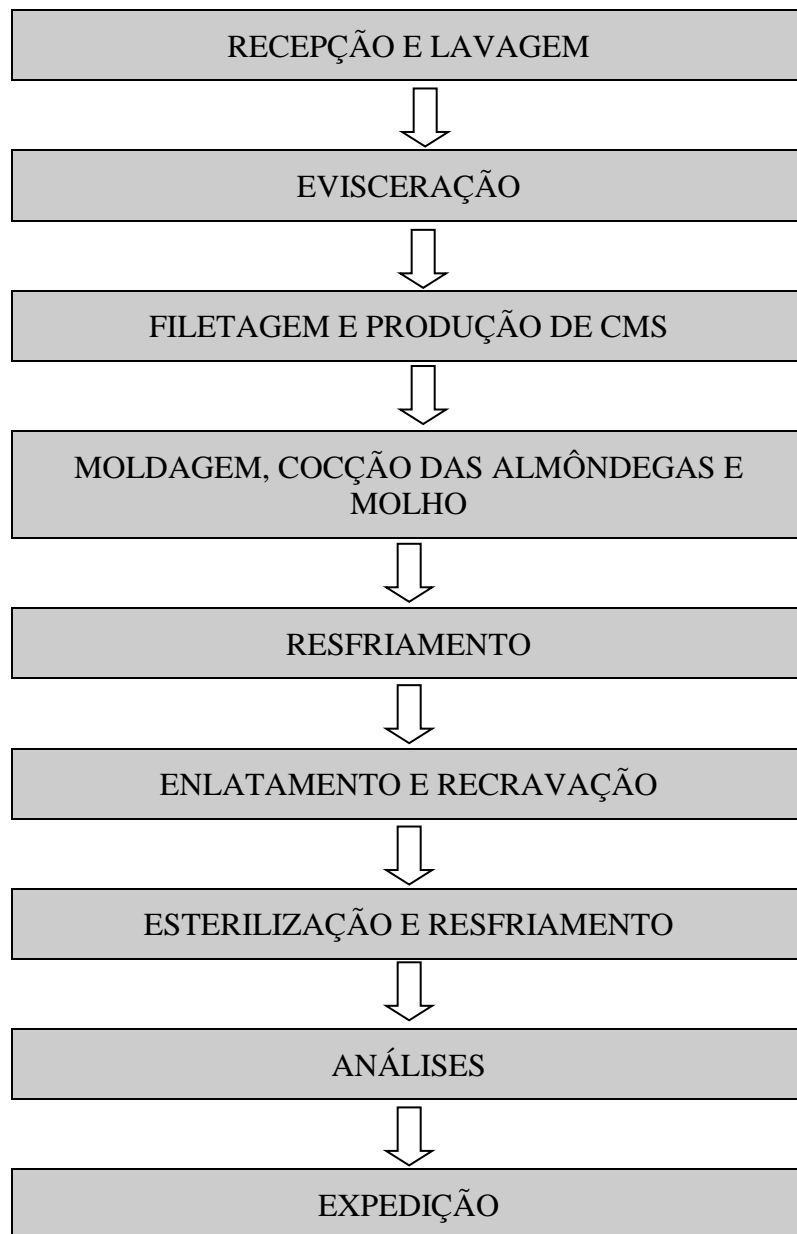 RECEPÇÃO E LAVAGEM
EVISCERAÇÃO
FILETAGEM E PRODUÇÃO DE CMS
MOLDAGEM, COCÇÃO DAS ALMÔNDEGAS E
MOLHO
RESFRIAMENTO
ENLATAMENTO E RECRAVAÇÃO
ESTERILIZAÇÃO E RESFRIAMENTO
ANÁLISES
EXPEDIÇÃO